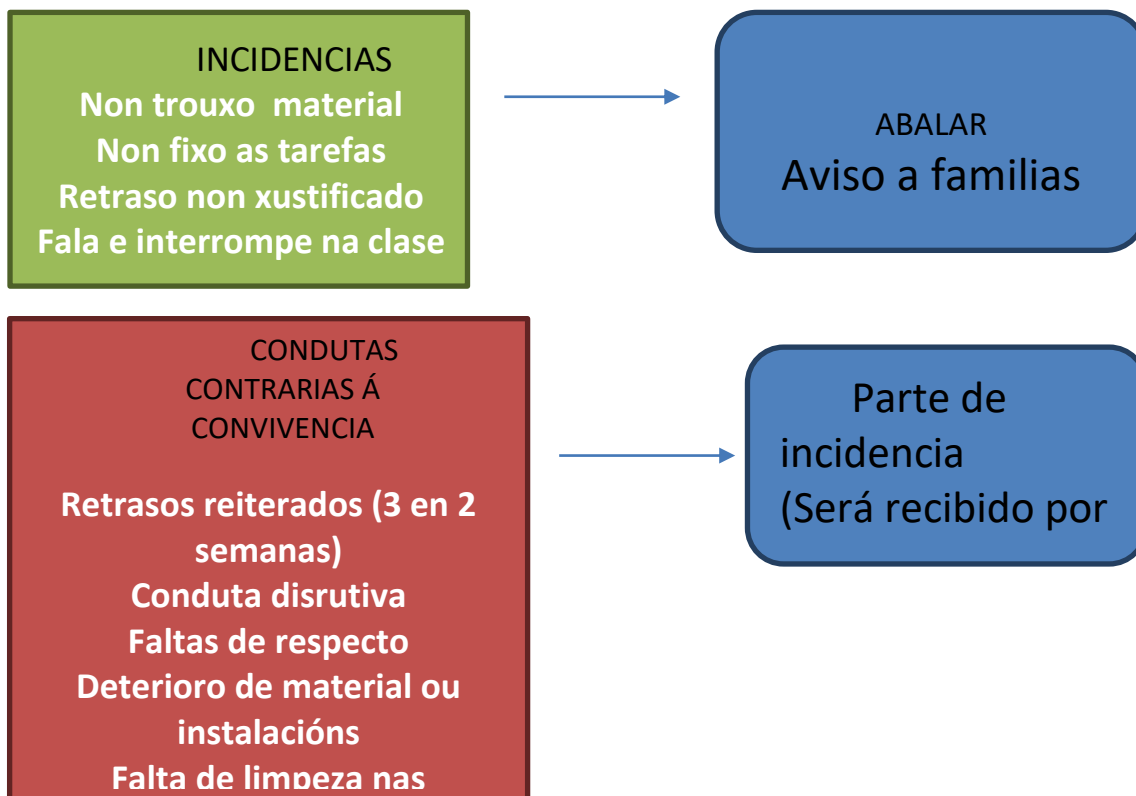 INCIDENCIAS
Non trouxo material
Non fixo as tarefas
Retraso non xustificado
Fala e interrompe na clase
ABALAR
Aviso a familias
CONDUTAS
CONTRARIAS Á
CONVIVENCIA
Retrasos reiterados (3 en 2
semanas)
Conduta disrutiva
Faltas de respecto
Deterioro de material ou
instalacións
Falta de limpeza nas
Parte de
incidencia
(Será recibido por